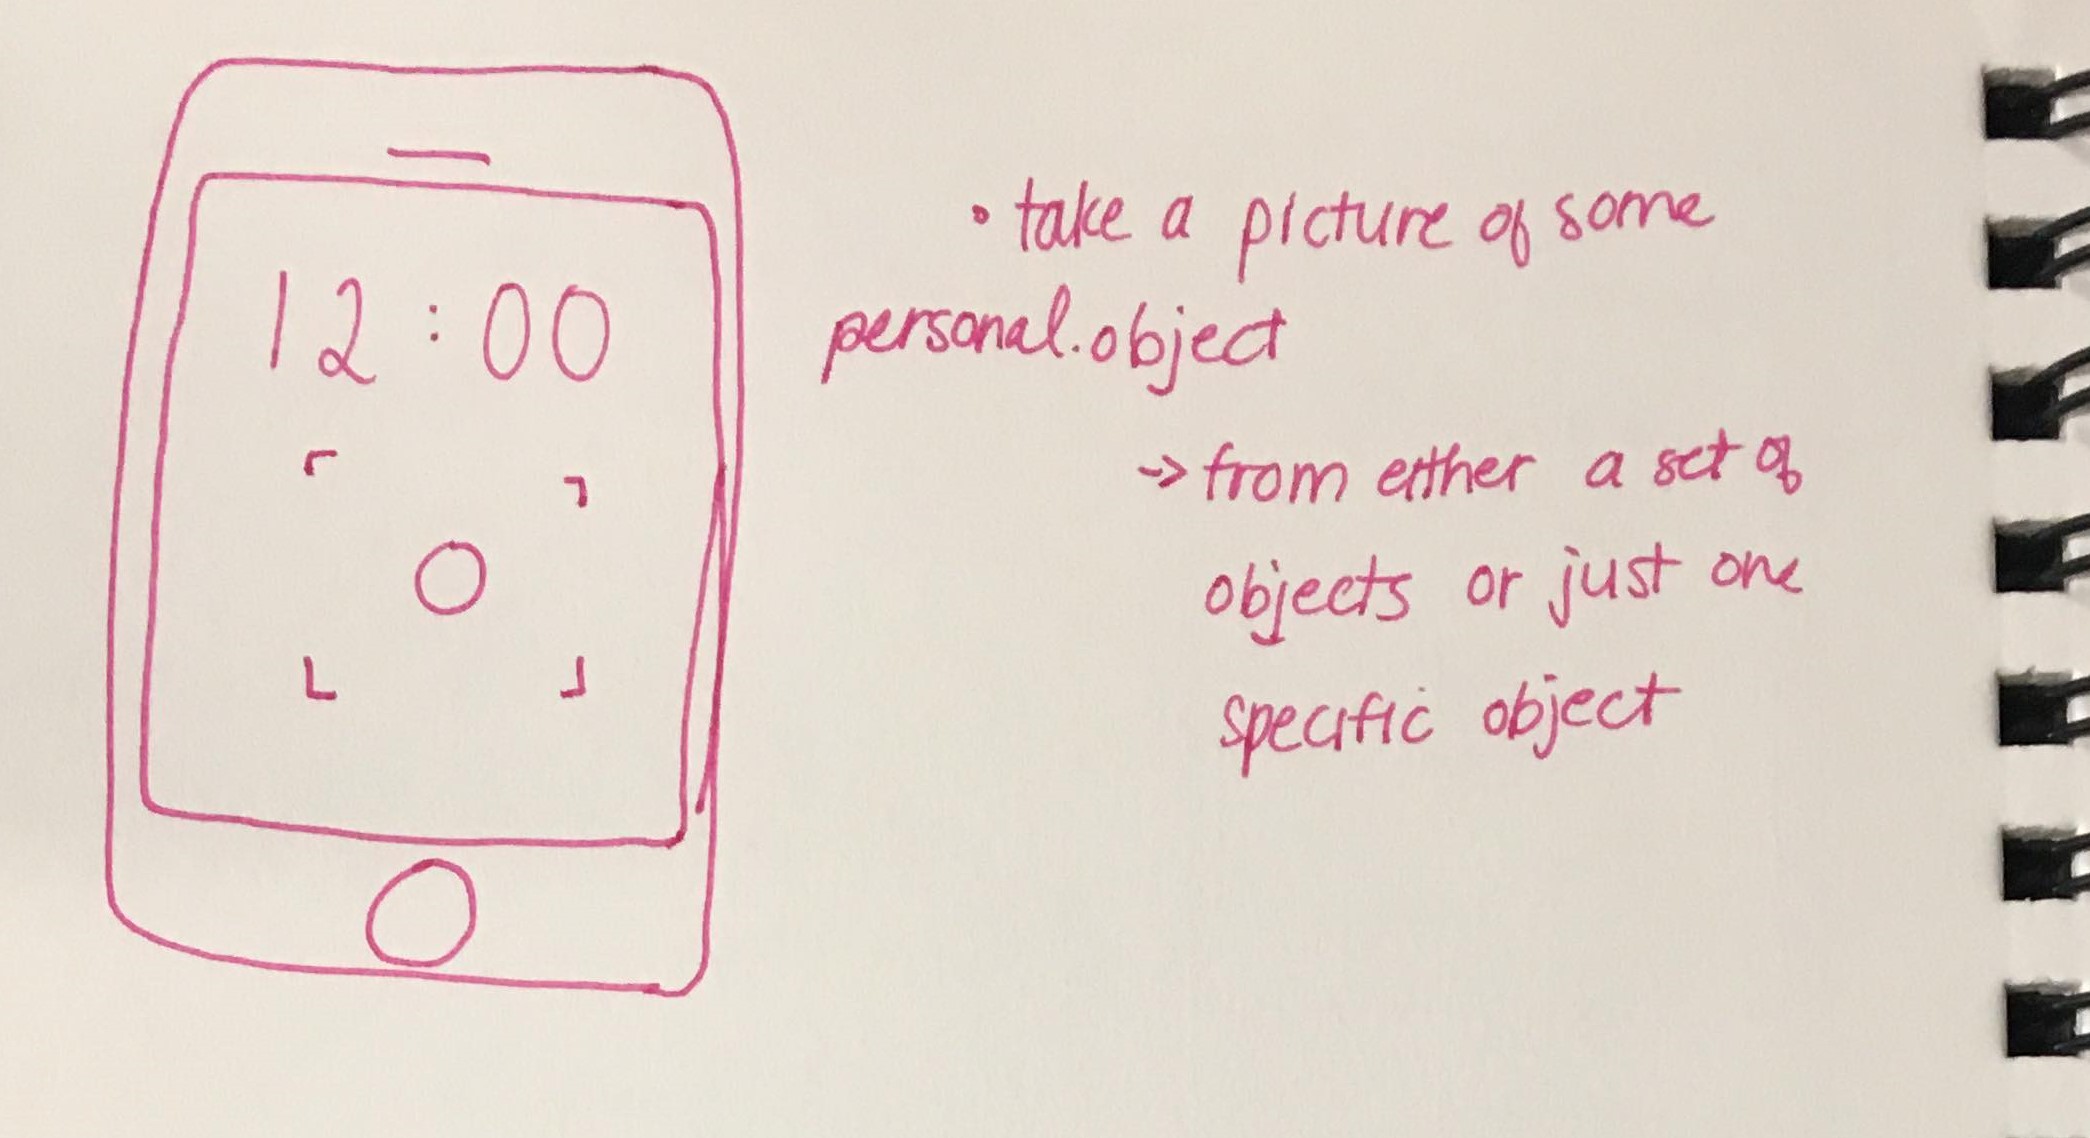 12:00
• take a picture of some
personal.object
-> from either a set of
objects or just one
specific object